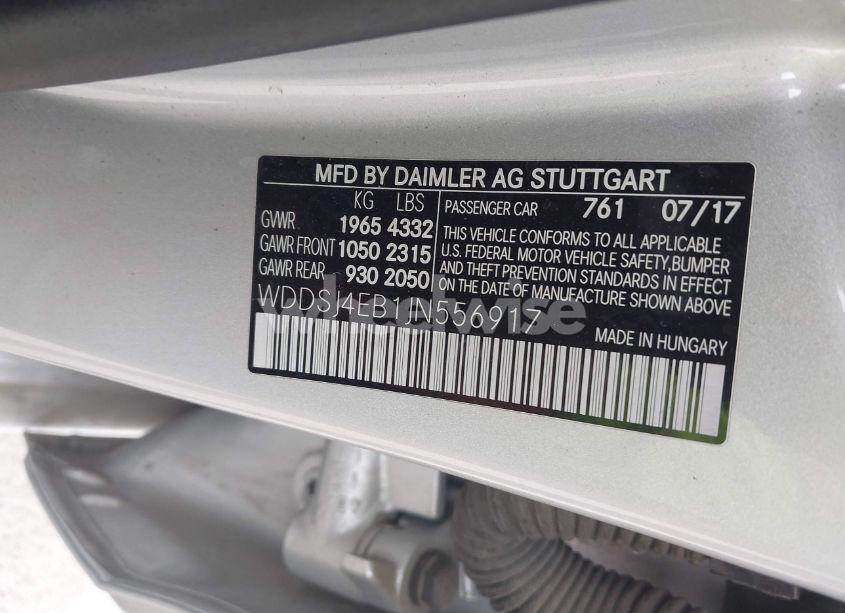 MFD BY DAIMLER AG STUTTGART
KG LBS
GVWR 1965 4332
GAWR FRONT 1050 2315
GAWR REAR 930 2050
PASSENGER CAR 761 07/17
THIS VEHICLE CONFORMS TO ALL APPLICABLE
U.S. FEDERAL MOTOR VEHICLE SAFETY,BUMPER
AND THEFT PREVENTION STANDARDS IN EFFECT
ON THE DATE OF MANUFACTURE SHOWN ABOVE
WDDSJ4EB1JN556917
wheelwise
MADE IN HUNGARY